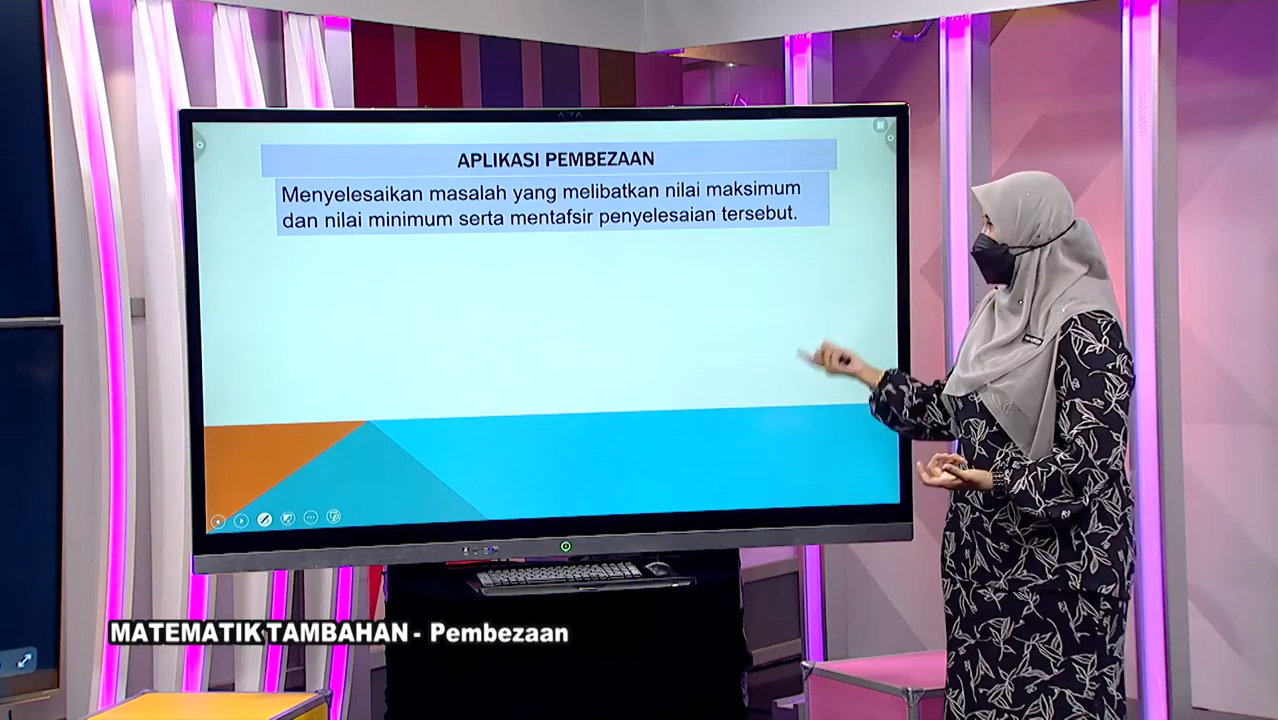 APLIKASI PEMBEZAAN
Menyelesaikan masalah yang melibatkan nilai maksimum
dan nilai minimum serta mentafsir penyelesaian tersebut.
MATEMATIK TAMBAHAN - Pembezaan